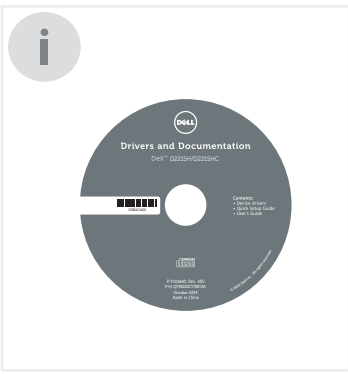 i
DELL
Drivers and Documentation
Dell™ D2215H/D2215HC
Contents:
• Device drivers
• Quick Setup Guide
• User's Guide
October 2014
Made in China